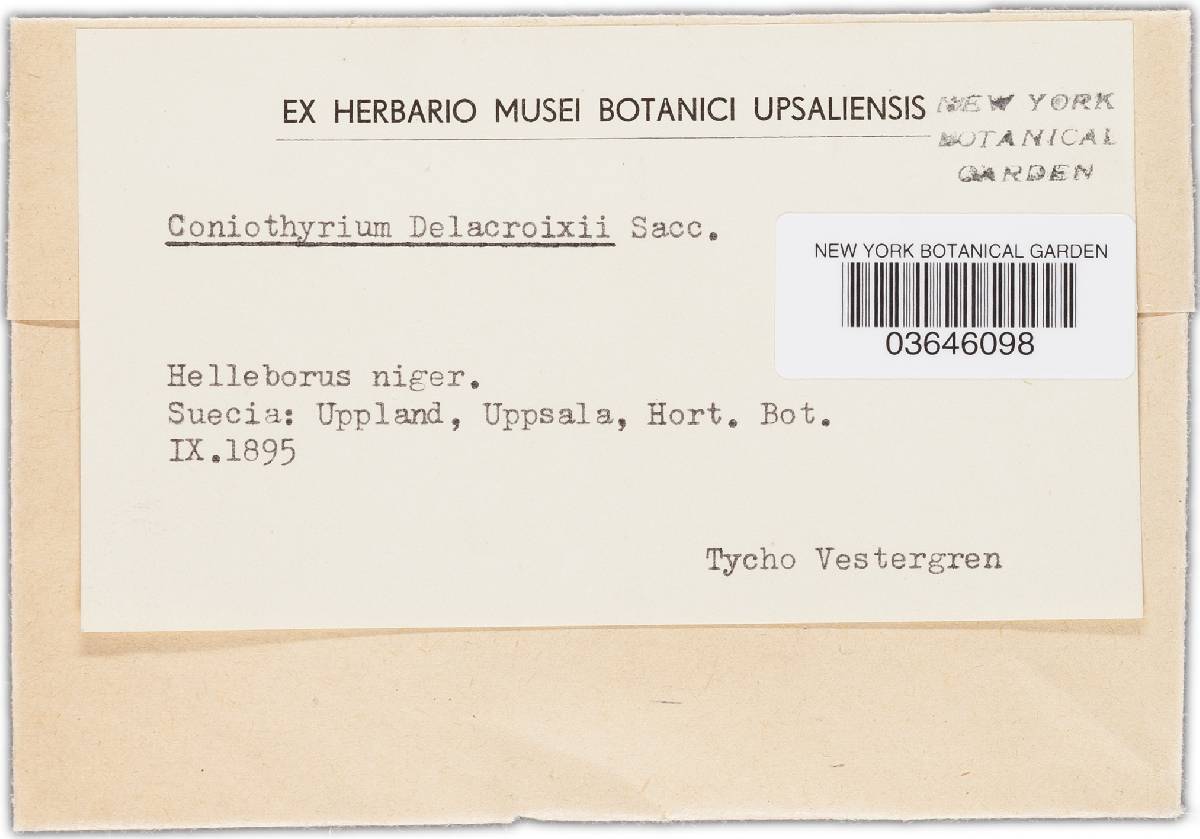 EX HERBARIO MUSEI BOTANICI UPSALIENSIS
NEW YORK
BOTANICAL
GARDEN
Coniothyrium Delacroixii Sacc.
NEW YORK BOTANICAL GARDEN
03646098
Helleborus niger.
Suecia: Uppland, Uppsala, Hort. Bot.
IX.1895
Tycho Vestergren